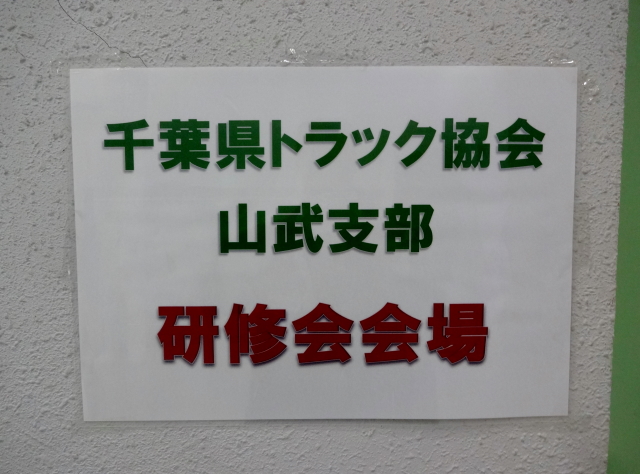 千葉県トラック協会
山武支部
研修会会場